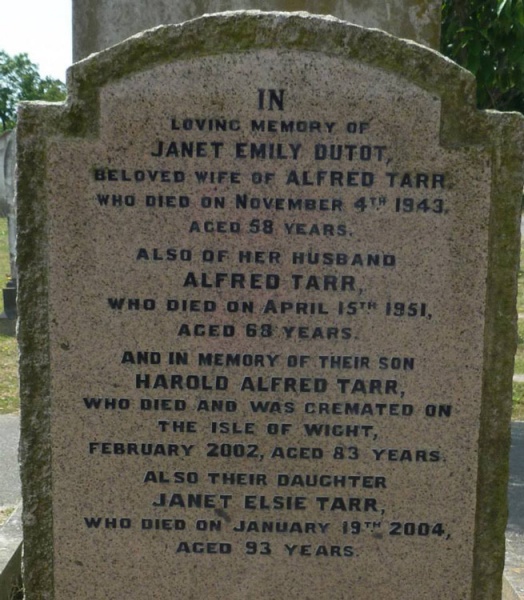 IN
LOVING MEMORY OF
JANET EMILY DUTOT,
BELOVED WIFE OF ALFRED TARR
WHO DIED ON NOVEMBER 4TH 1943,
AGED 58 YEARS.
ALSO OF HER HUSBAND
ALFRED TARR,
WHO DIED ON APRIL 15TH 1951,
AGED 68 YEARS.
AND IN MEMORY OF THEIR SON
HAROLD ALFRED TARR,
WHO DIED AND WAS CREMATED ON
THE ISLE OF WIGHT,
FEBRUARY 2002, AGED 83 YEARS.
ALSO THEIR DAUGHTER
JANET ELSIE TARR,
WHO DIED ON JANUARY 19TH 2004,
AGED 93 YEARS.